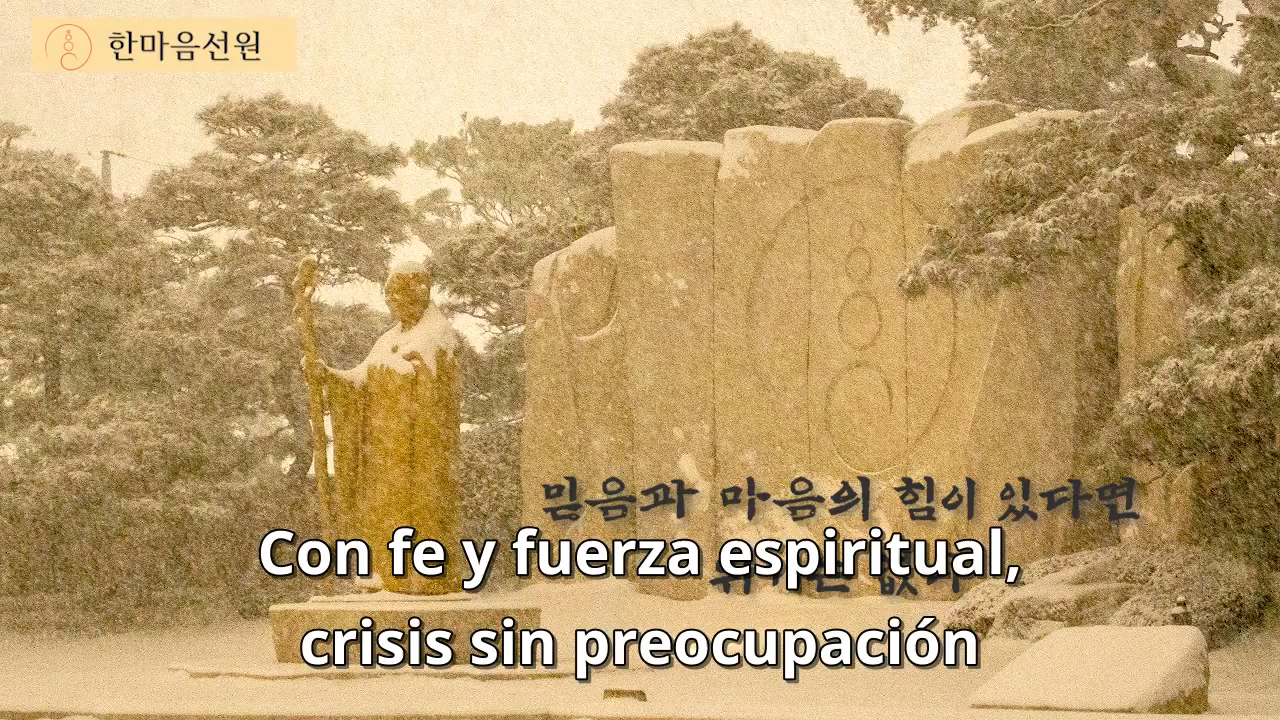 한마음선원
믿음과 마음의 힘이 있다면
Con fe y fuerza espiritual,
crisis sin preocupación